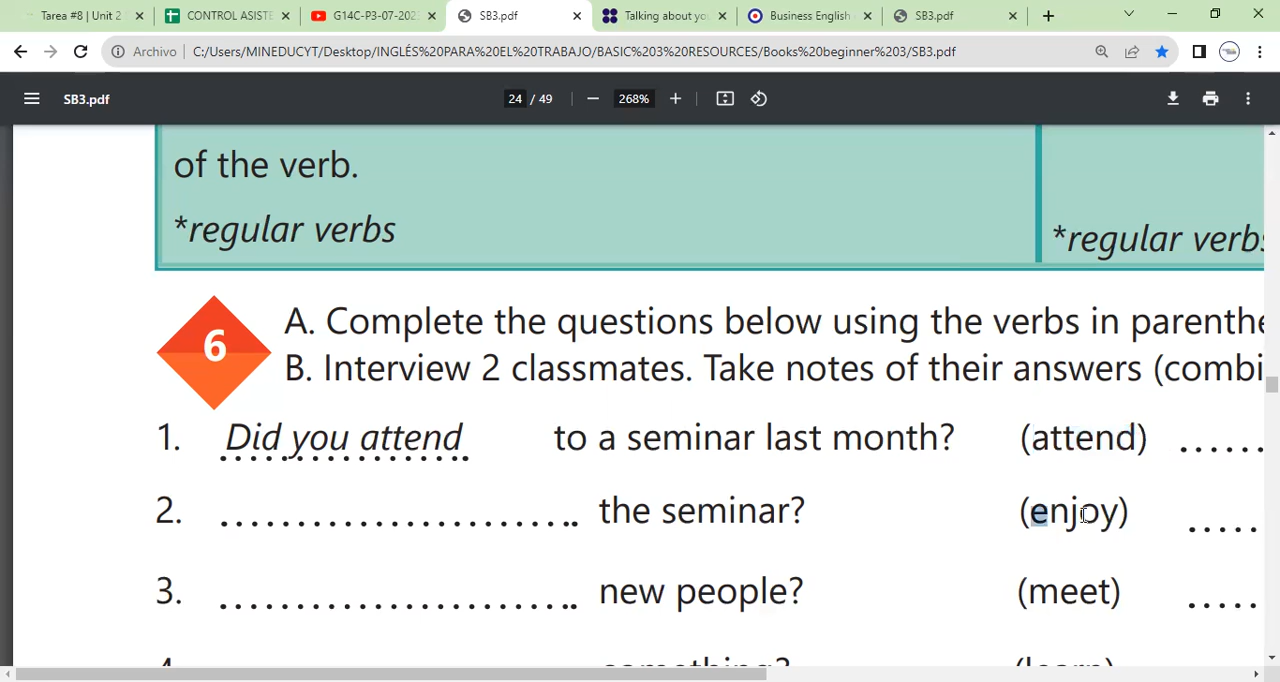 Tarea #8 | Unit 2
CONTROL ASISTE
G14C-P3-07-202
SB3.pdf
Talking about yo
Business English
SB3.pdf
Archivo
C:/Users/MINEDUCYT/Desktop/INGLÉS%20PARA%20EL%20TRABAJO/BASIC%203%20RESOURCES/Books%20beginner%203/SB3.pdf
SB3.pdf
24 / 49
268%
of the verb.
*regular verbs
*regular verbs
6
A. Complete the questions below using the verbs in parenthe
B. Interview 2 classmates. Take notes of their answers (combi
1. Did you attend to a seminar last month? (attend) ......
2. ........................ the seminar? (enjoy) .....
3. ........................ new people? (meet) .....
4. something? (learn)